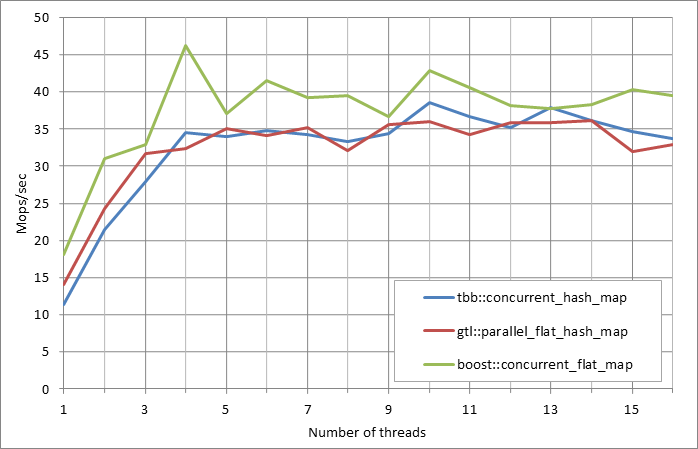 50
45
40
35
30
25
20
15
10
5
0
Mops/sec
tbb::concurrent_hash_map
gtl::parallel_flat_hash_map
boost::concurrent_flat_map
1 3 5 7 9 11 13 15
Number of threads